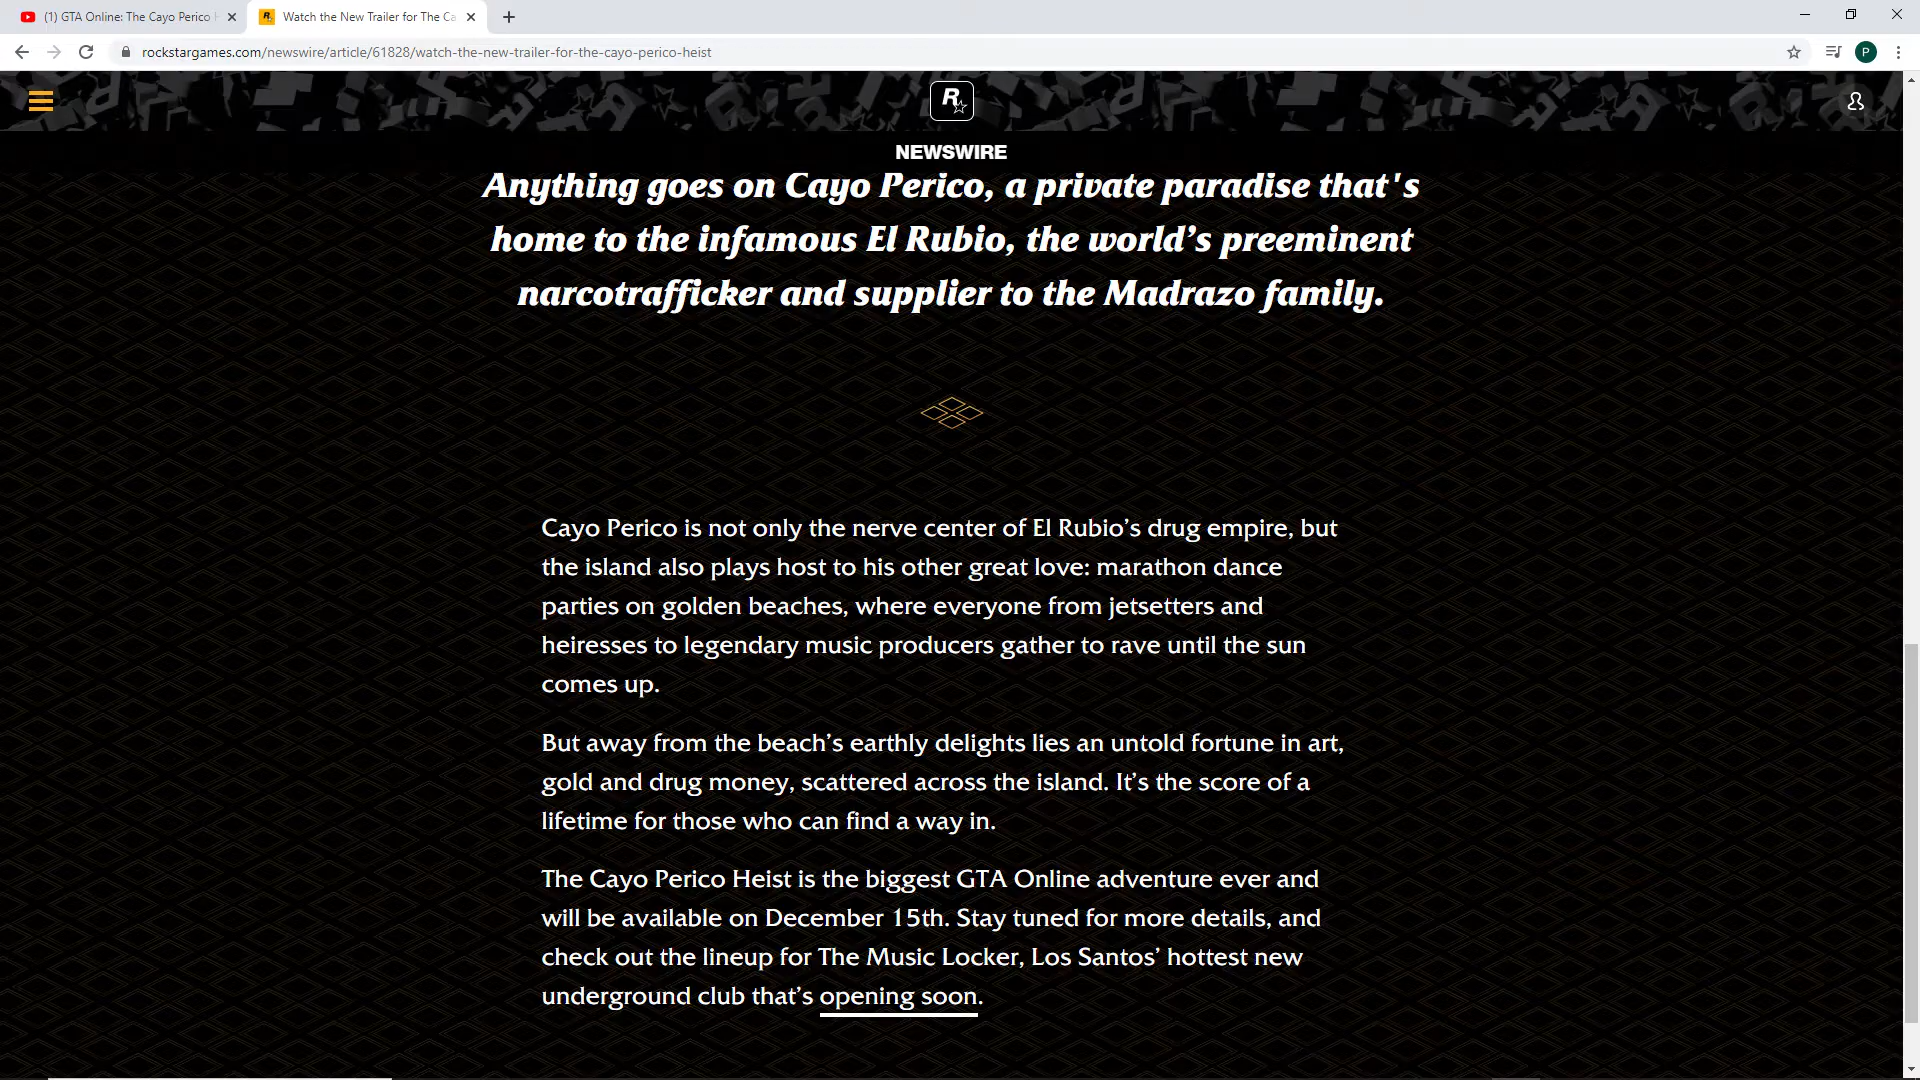 (1) GTA Online: The Cayo Perico H
Watch the New Trailer for The Ca
rockstargames.com/newswire/article/61828/watch-the-new-trailer-for-the-cayo-perico-heist
P
R
NEWSWIRE
Anything goes on Cayo Perico, a private paradise that's
home to the infamous El Rubio, the world’s preeminent
narcotrafficker and supplier to the Madrazo family.
Cayo Perico is not only the nerve center of El Rubio’s drug empire, but
the island also plays host to his other great love: marathon dance
parties on golden beaches, where everyone from jetsetters and
heiresses to legendary music producers gather to rave until the sun
comes up.
But away from the beach’s earthly delights lies an untold fortune in art,
gold and drug money, scattered across the island. It’s the score of a
lifetime for those who can find a way in.
The Cayo Perico Heist is the biggest GTA Online adventure ever and
will be available on December 15th. Stay tuned for more details, and
check out the lineup for The Music Locker, Los Santos’ hottest new
underground club that’s opening soon.